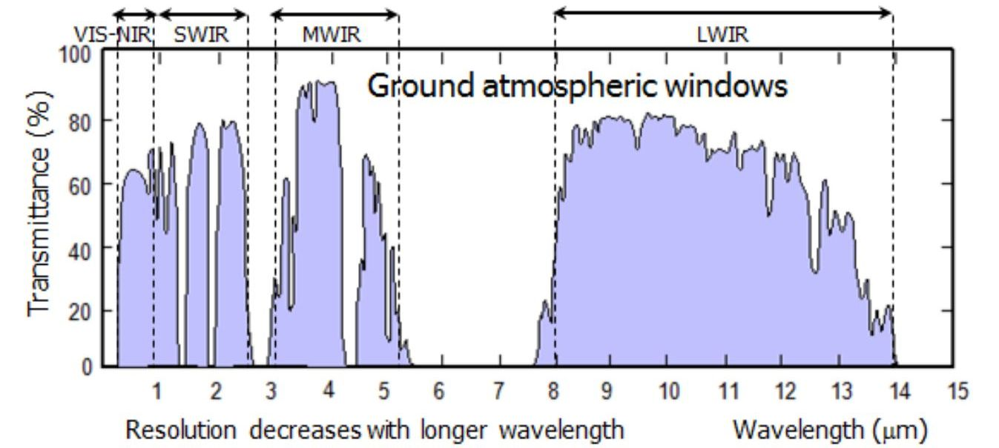 VIS-NIR SWIR MWIR LWIR
100
Ground atmospheric windows
80
60
40
20
0
Transmittance (%)
1 2 3 4 5 6 7 8 9 10 11 12 13 14 15
Resolution decreases with longer wavelength Wavelength (μm)